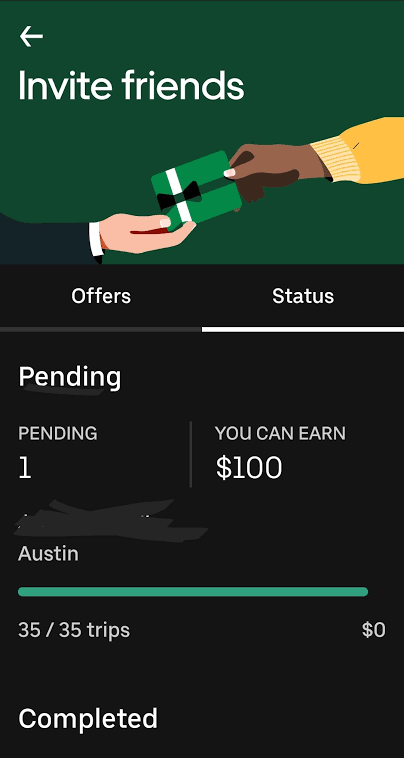 Invite friends
Offers Status
Pending
PENDING YOU CAN EARN
1 $100
Austin
35 / 35 trips $0
Completed